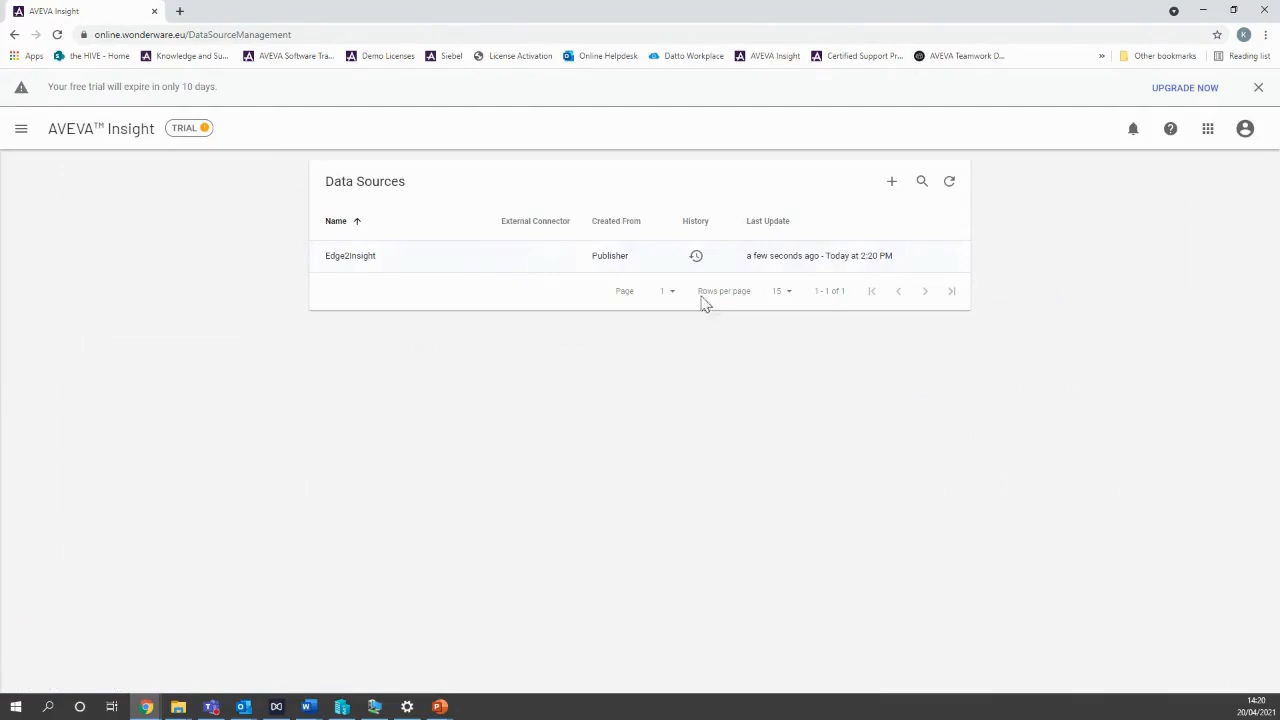 AVEVA Insight
online.wonderware.eu/DataSourceManagement
Apps the HIVE - Home Knowledge and Su... AVEVA Software Tra... Demo Licenses Siebel License Activation Online Helpdesk Datto Workplace AVEVA Insight Certified Support Pr... AVEVA Teamwork D... » Other bookmarks Reading list
Your free trial will expire in only 10 days. UPGRADE NOW
AVEVA™ Insight TRIAL
Data Sources
Name External Connector Created From History Last Update
Edge2Insight Publisher a few seconds ago - Today at 2:20 PM
Page 1 Rows per page 15 1 - 1 of 1
14:20
20/04/2021